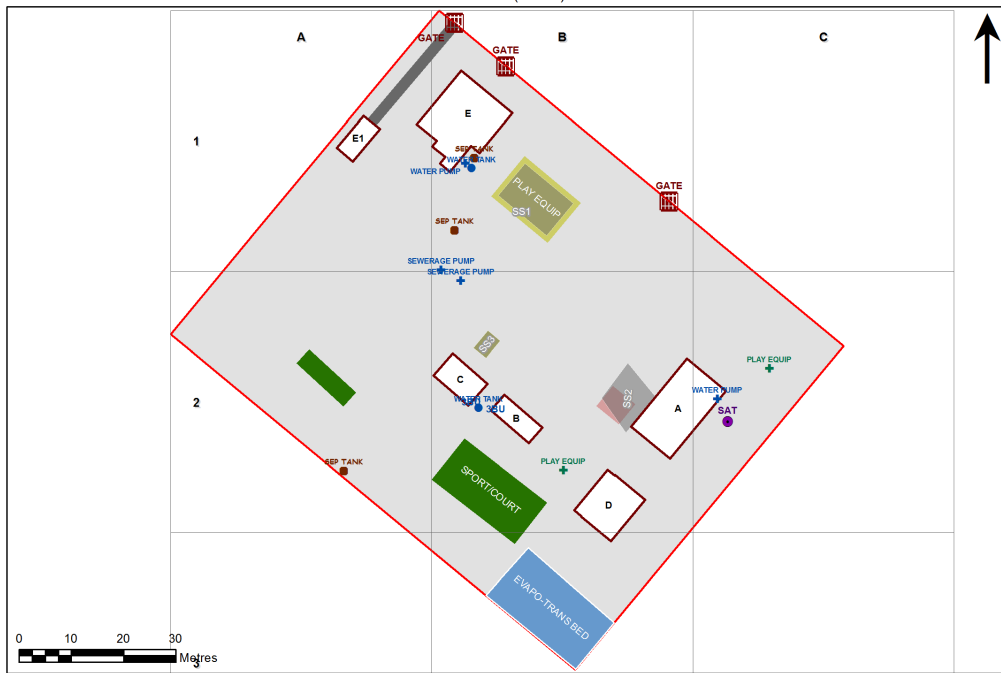 A
B
C
GATE
GATE
E
1
E1
SEP TANK
WATER TANK
WATER PUMP
PLAY EQUIP
SS1
GATE
SEP TANK
SEWERAGE PUMP
SEWERAGE PUMP
SS3
PLAY EQUIP
C
WATER PUMP
2
WATER TANK
SS2
A
SAT
B
SEP TANK
PLAY EQUIP
SPORT/COURT
D
EVAPO-TRANS BED
0
10
20
30
Metres
3